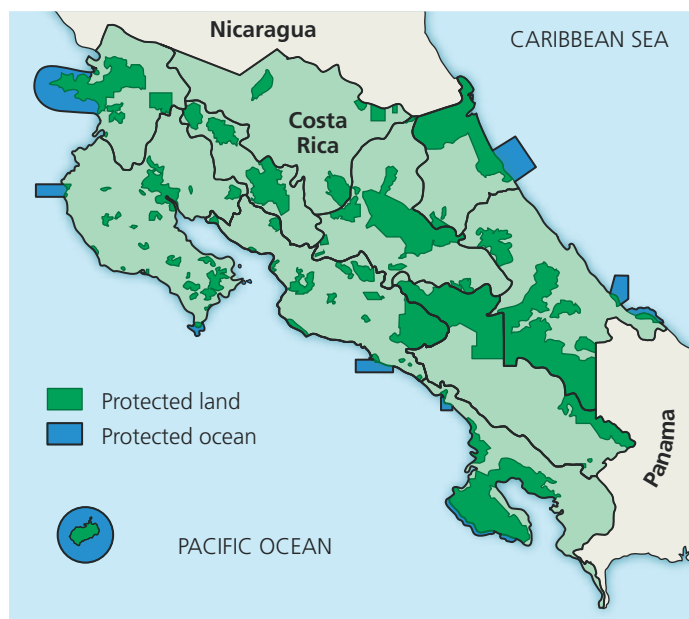 Nicaragua
CARIBBEAN SEA
Costa
Rica
Protected land
Protected ocean
Panama
PACIFIC OCEAN